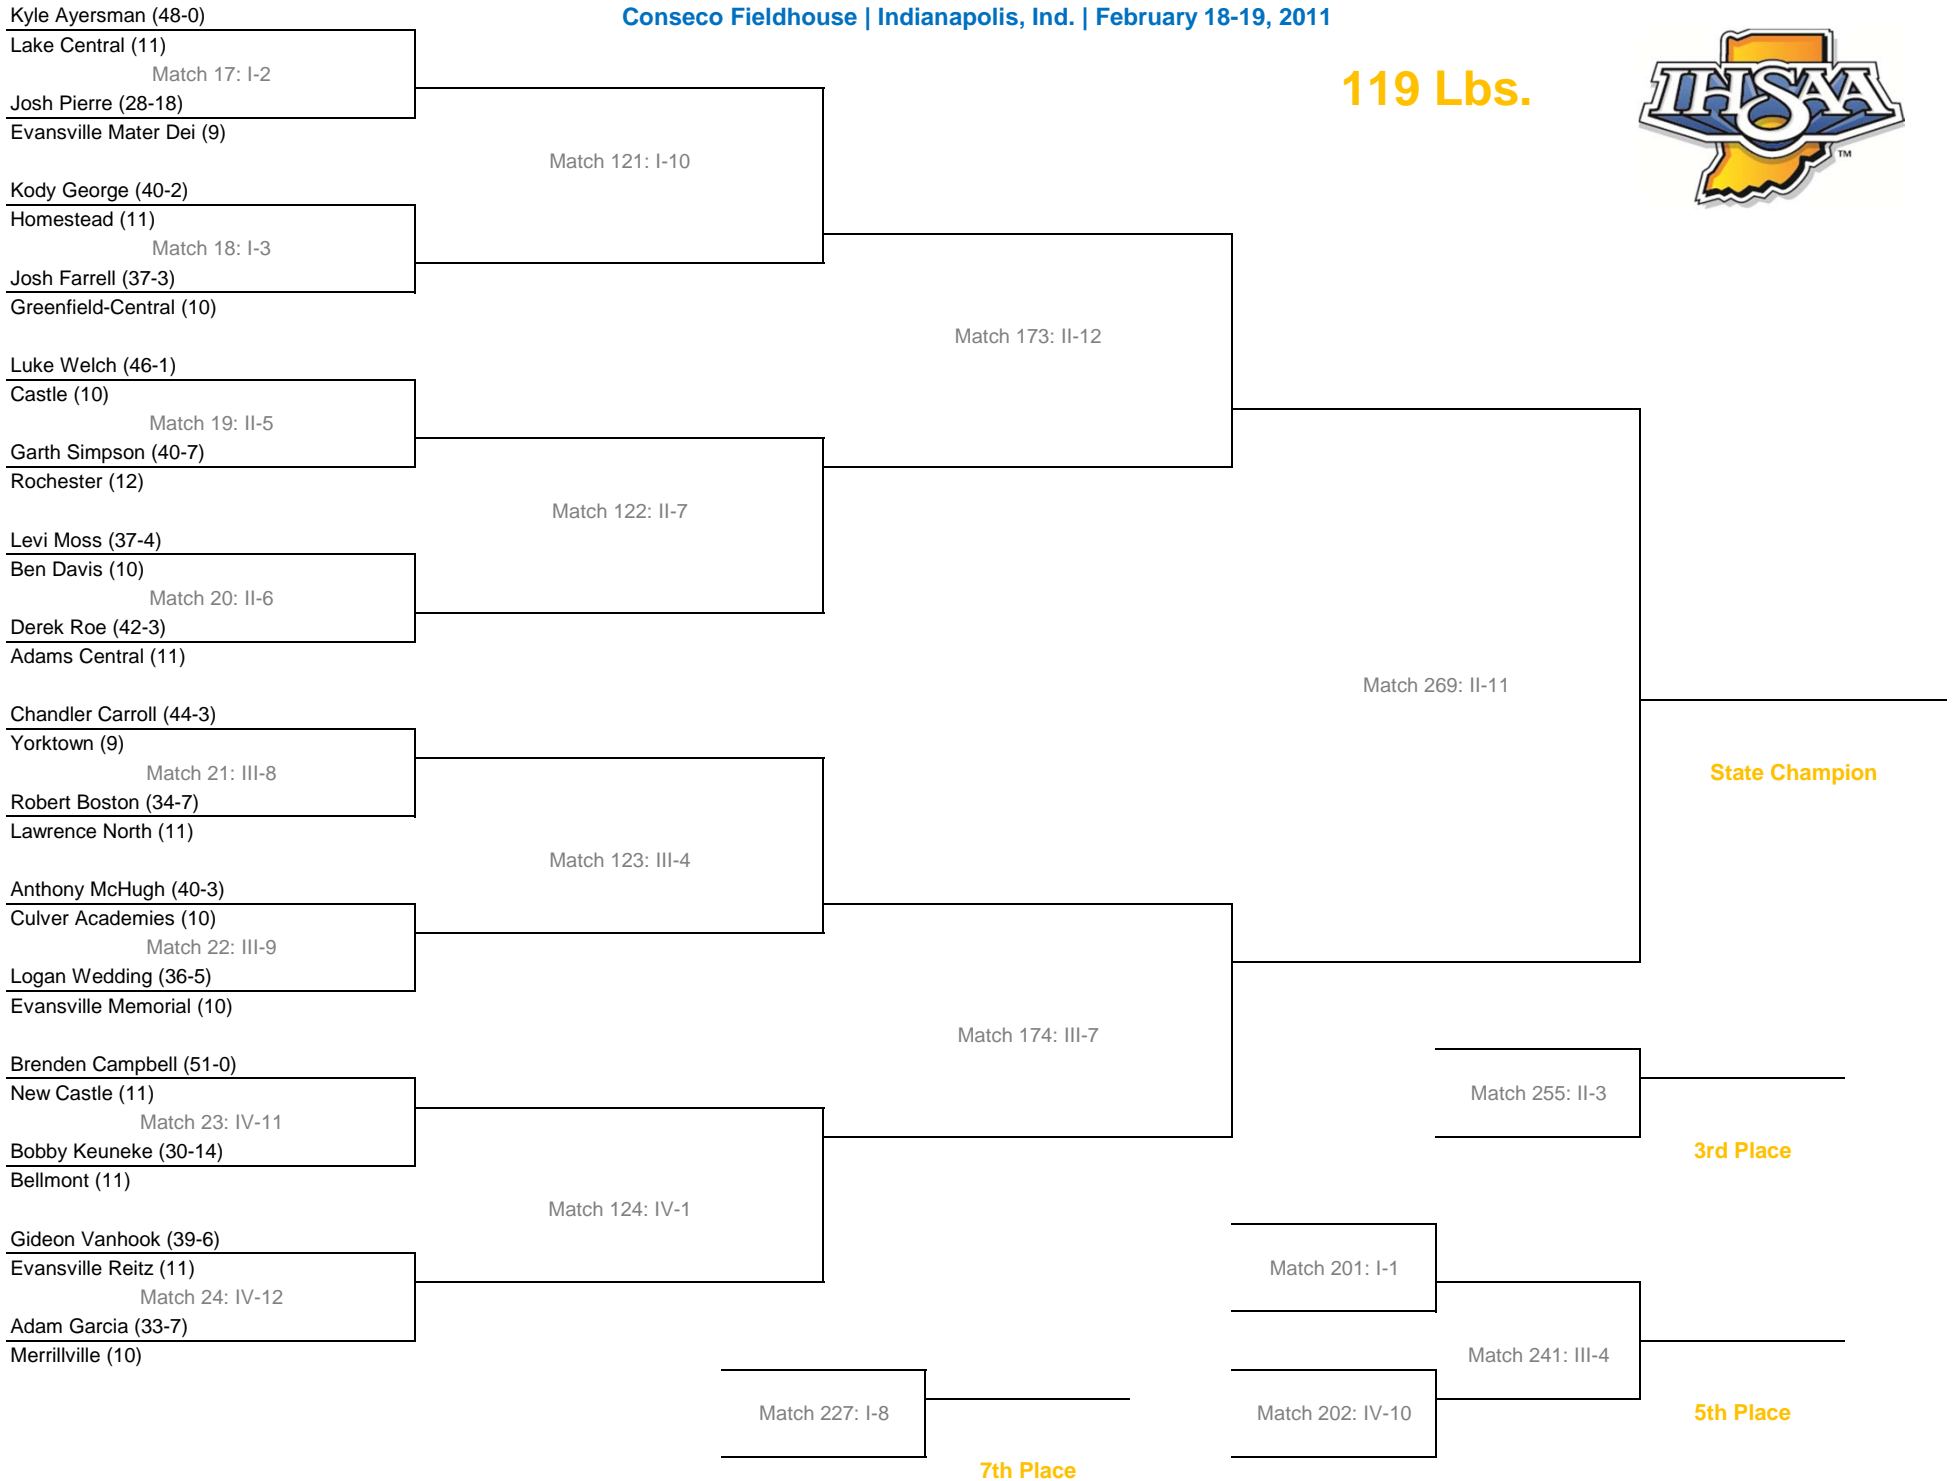 Kyle Ayersman (48-0)
Conseco Fieldhouse | Indianapolis, Ind. | February 18-19, 2011
Lake Central (11)
Match 17: I-2
119 Lbs.
IHSAA
TM
Josh Pierre (28-18)
Evansville Mater Dei (9)
Match 121: I-10
Kody George (40-2)
Homestead (11)
Match 18: I-3
Josh Farrell (37-3)
Greenfield-Central (10)
Match 173: II-12
Luke Welch (46-1)
Castle (10)
Match 19: II-5
Garth Simpson (40-7)
Rochester (12)
Match 122: II-7
Levi Moss (37-4)
Ben Davis (10)
Match 20: II-6
Derek Roe (42-3)
Adams Central (11)
Match 269: II-11
Chandler Carroll (44-3)
Yorktown (9)
Match 21: III-8
State Champion
Robert Boston (34-7)
Lawrence North (11)
Match 123: III-4
Anthony McHugh (40-3)
Culver Academies (10)
Match 22: III-9
Logan Wedding (36-5)
Evansville Memorial (10)
Match 174: III-7
Brenden Campbell (51-0)
New Castle (11)
Match 255: II-3
Match 23: IV-11
Bobby Keuneke (30-14)
3rd Place
Bellmont (11)
Match 124: IV-1
Gideon Vanhook (39-6)
Evansville Reitz (11)
Match 201: I-1
Match 24: IV-12
Adam Garcia (33-7)
Merrillville (10)
Match 241: III-4
Match 227: I-8
Match 202: IV-10
5th Place
7th Place